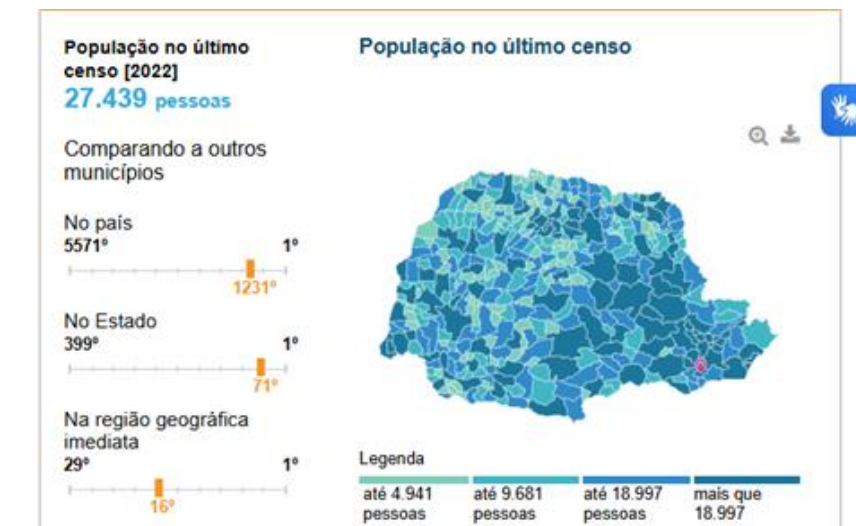 População no último
censo [2022]
27.439 pessoas
Comparando a outros
municípios
No país
5571º 1º
1231º
No Estado
399º 1º
71º
Na região geográfica
imediata
29º 1º
16º
População no último censo
Legenda
até 4.941
pessoas
até 9.681
pessoas
até 18.997
pessoas
mais que
18.997